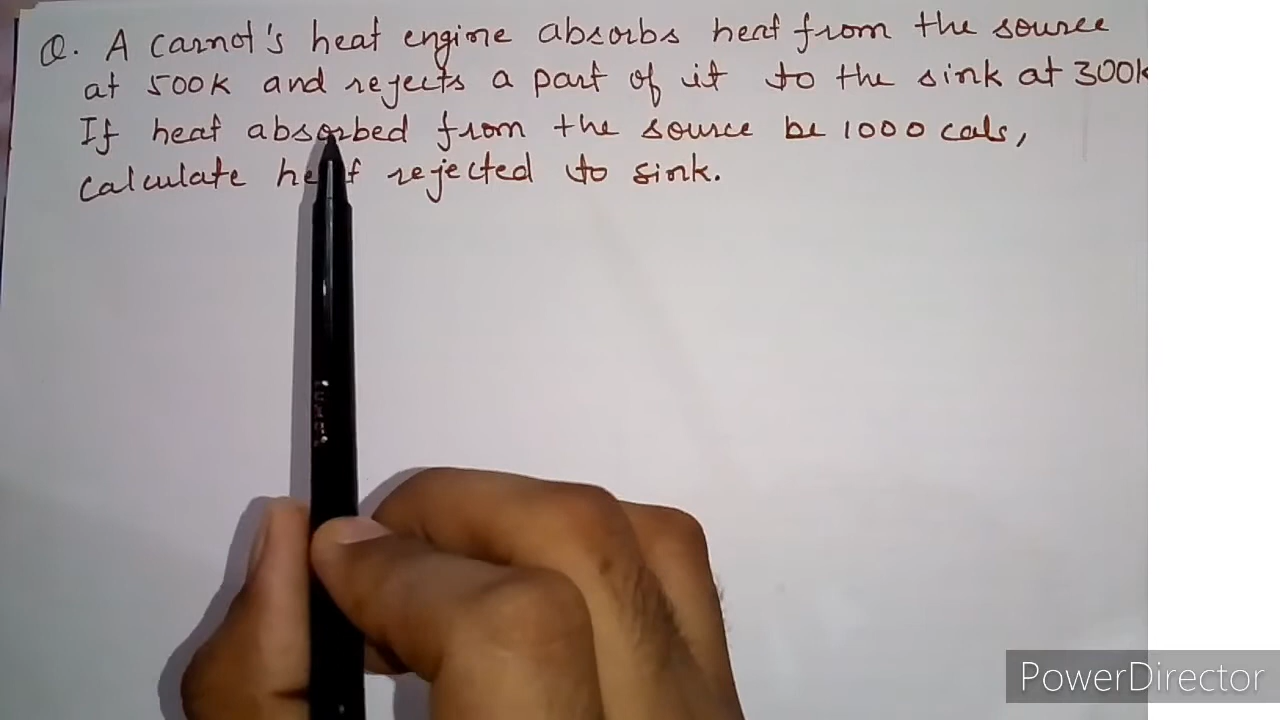 Q. A Carnot's heat engine absorbs heat from the source
at 500K and rejects a part of it to the sink at 300K
If heat absorbed from the source be 1000 cals,
Calculate heat rejected to sink.
PowerDirector